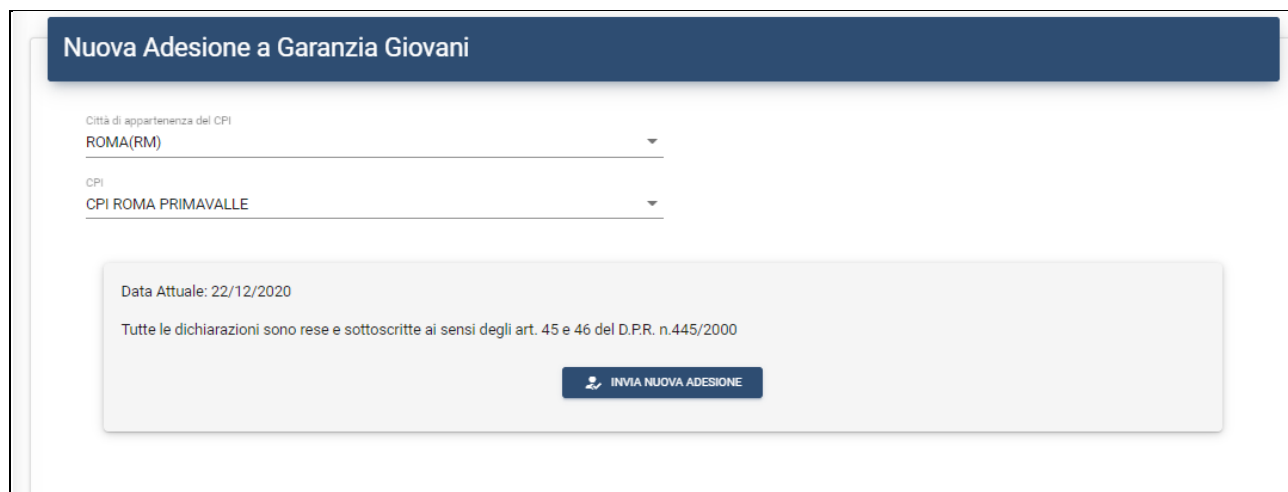 Nuova Adesione a Garanzia Giovani
Città di appartenenza del CPI
ROMA(RM)
CPI
CPI ROMA PRIMAVALLE
Data Attuale: 22/12/2020
Tutte le dichiarazioni sono rese e sottoscritte ai sensi degli art. 45 e 46 del D.P.R. n.445/2000
INVIA NUOVA ADESIONE